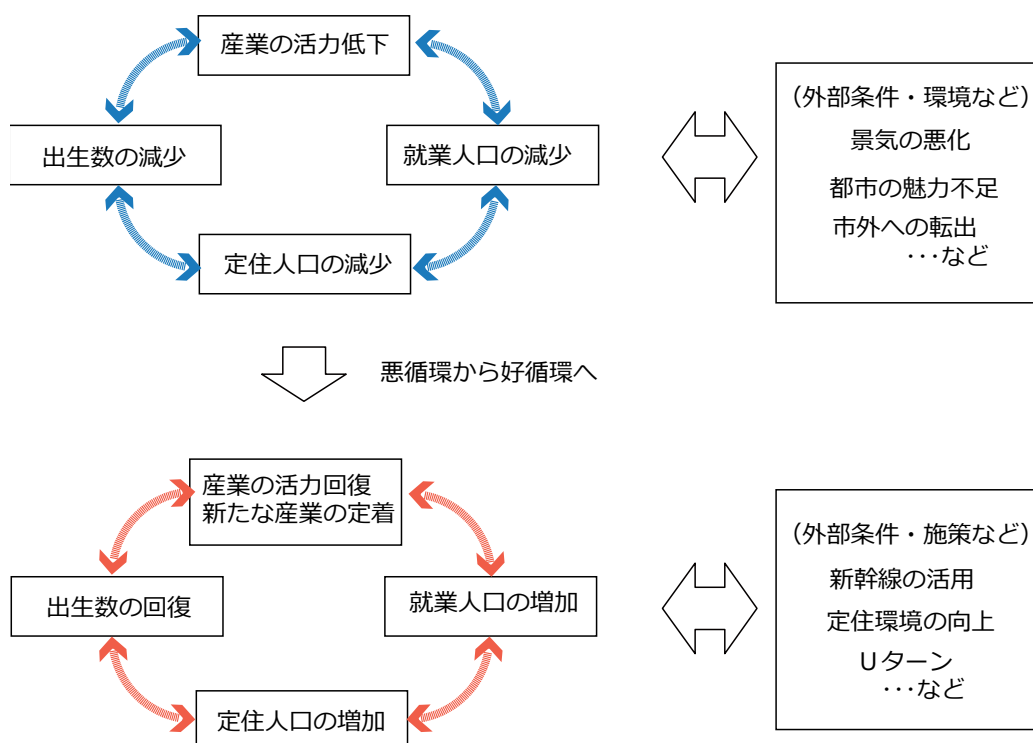 産業の活力低下
出生数の減少
就業人口の減少
定住人口の減少
(外部条件・環境など)
景気の悪化
都市の魅力不足
市外への転出
･･･など
悪循環から好循環へ
産業の活力回復
新たな産業の定着
出生数の回復
就業人口の増加
定住人口の増加
(外部条件・施策など)
新幹線の活用
定住環境の向上
Uターン
･･･など